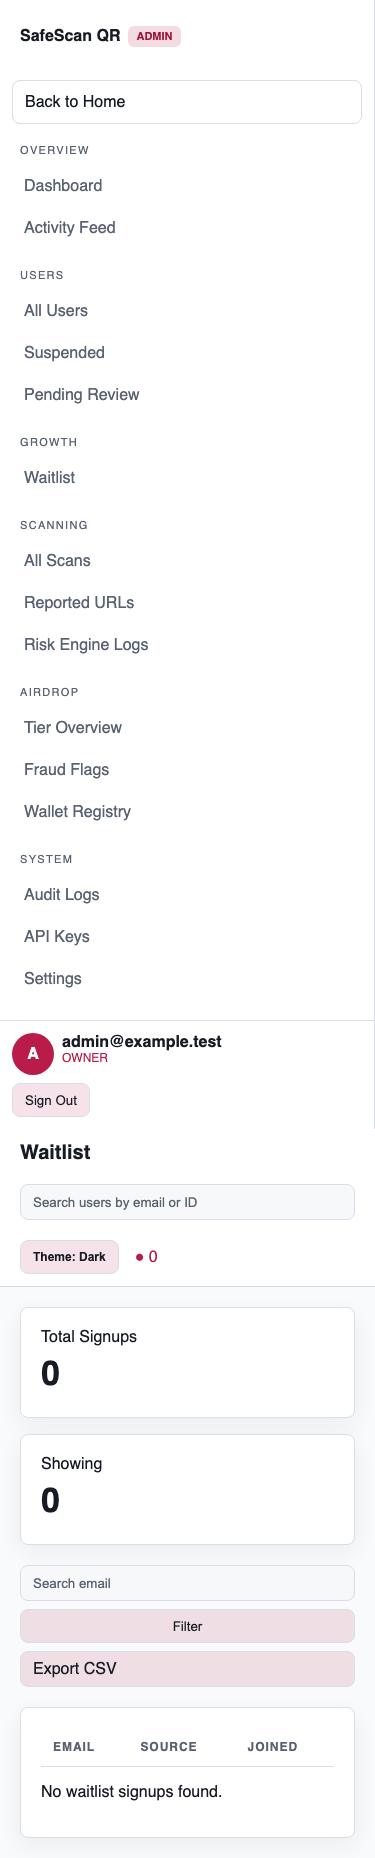 SafeScan QR ADMIN
Back to Home
OVERVIEW
Dashboard
Activity Feed
USERS
All Users
Suspended
Pending Review
GROWTH
Waitlist
SCANNING
All Scans
Reported URLs
Risk Engine Logs
AIRDROP
Tier Overview
Fraud Flags
Wallet Registry
SYSTEM
Audit Logs
API Keys
Settings
A
admin@example.test
OWNER
Sign Out
Waitlist
Search users by email or ID
Theme: Dark ● 0
Total Signups
0
Showing
0
Search email
Filter
Export CSV
EMAIL SOURCE JOINED
No waitlist signups found.